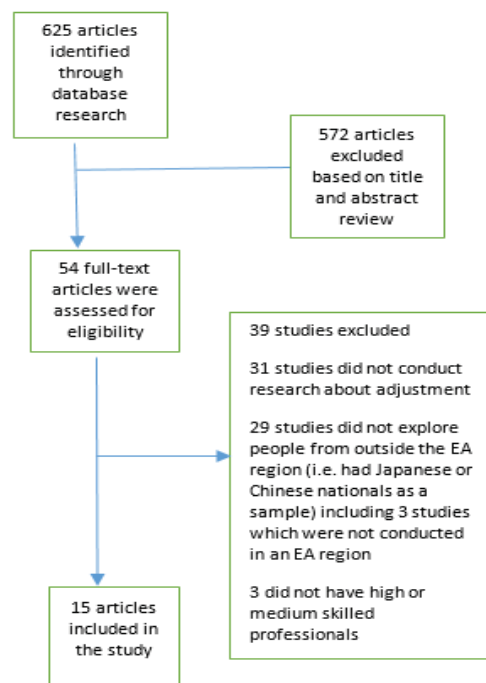 625 articles
identified
through
database
research
572 articles
excluded
based on title
and abstract
review
54 full-text
articles were
assessed for
eligibility
39 studies excluded
31 studies did not conduct
research about adjustment
29 studies did not explore
people from outside the EA
region (i.e. had Japanese or
Chinese nationals as a
sample) including 3 studies
which were not conducted
in an EA region
3 did not have high or
medium skilled
professionals
15 articles
included in
the study